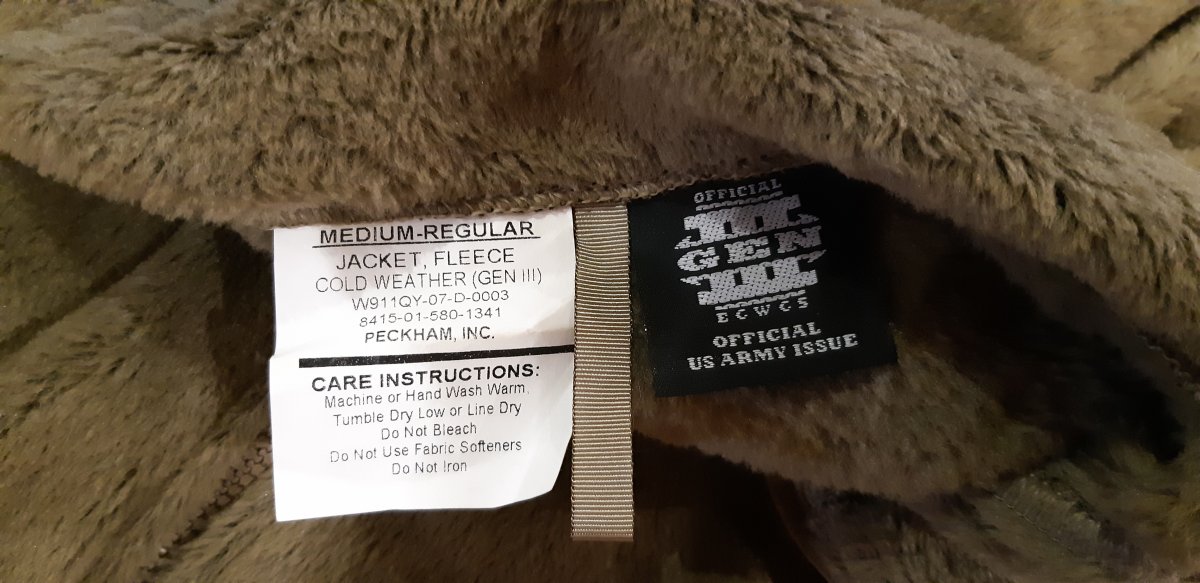 MEDIUM-REGULAR
JACKET, FLEECE
COLD WEATHER (GEN III)
W911QY-07-D-0003
8415-01-580-1341
PECKHAM, INC.
CARE INSTRUCTIONS:
Machine or Hand Wash Warm,
Tumble Dry Low or Line Dry
Do Not Bleach
Do Not Use Fabric Softeners
Do Not Iron
OFFICIAL
III
GEN
III
ECWCS
OFFICIAL
US ARMY ISSUE